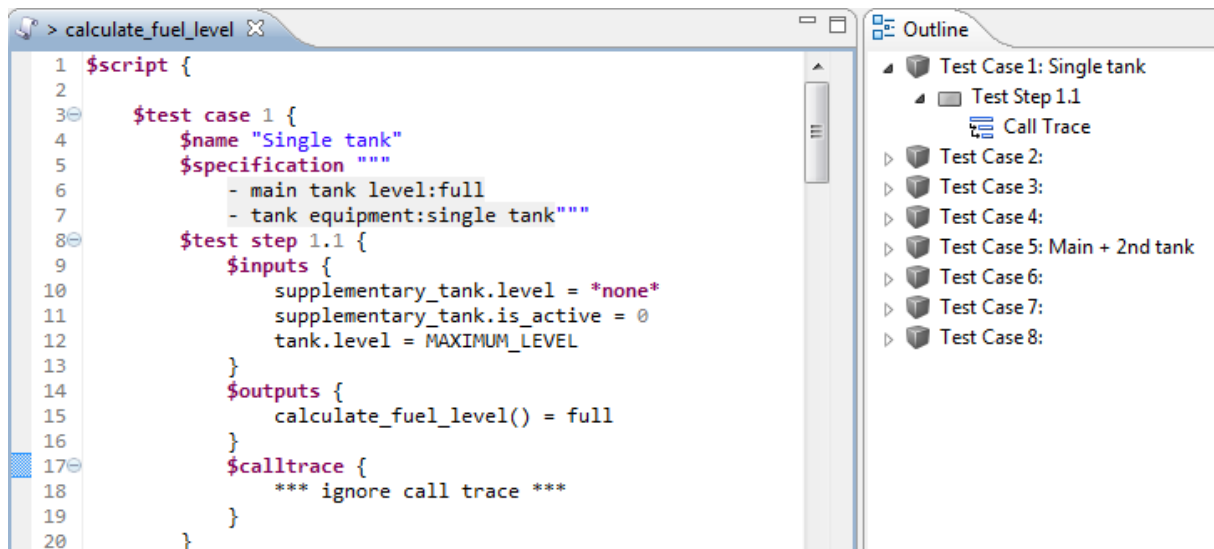 > calculate_fuel_level
1 $script {
2
3 $test case 1 {
4 $name "Single tank"
5 $specification """
6 - main tank level:full
7 - tank equipment:single tank"""
8 $test step 1.1 {
9 $inputs {
10 supplementary_tank.level = *none*
11 supplementary_tank.is_active = 0
12 tank.level = MAXIMUM_LEVEL
13 }
14 $outputs {
15 calculate_fuel_level() = full
16 }
17 $calltrace {
18 *** ignore call trace ***
19 }
20 }
Outline
Test Case 1: Single tank
Test Step 1.1
Call Trace
Test Case 2:
Test Case 3:
Test Case 4:
Test Case 5: Main + 2nd tank
Test Case 6:
Test Case 7:
Test Case 8: